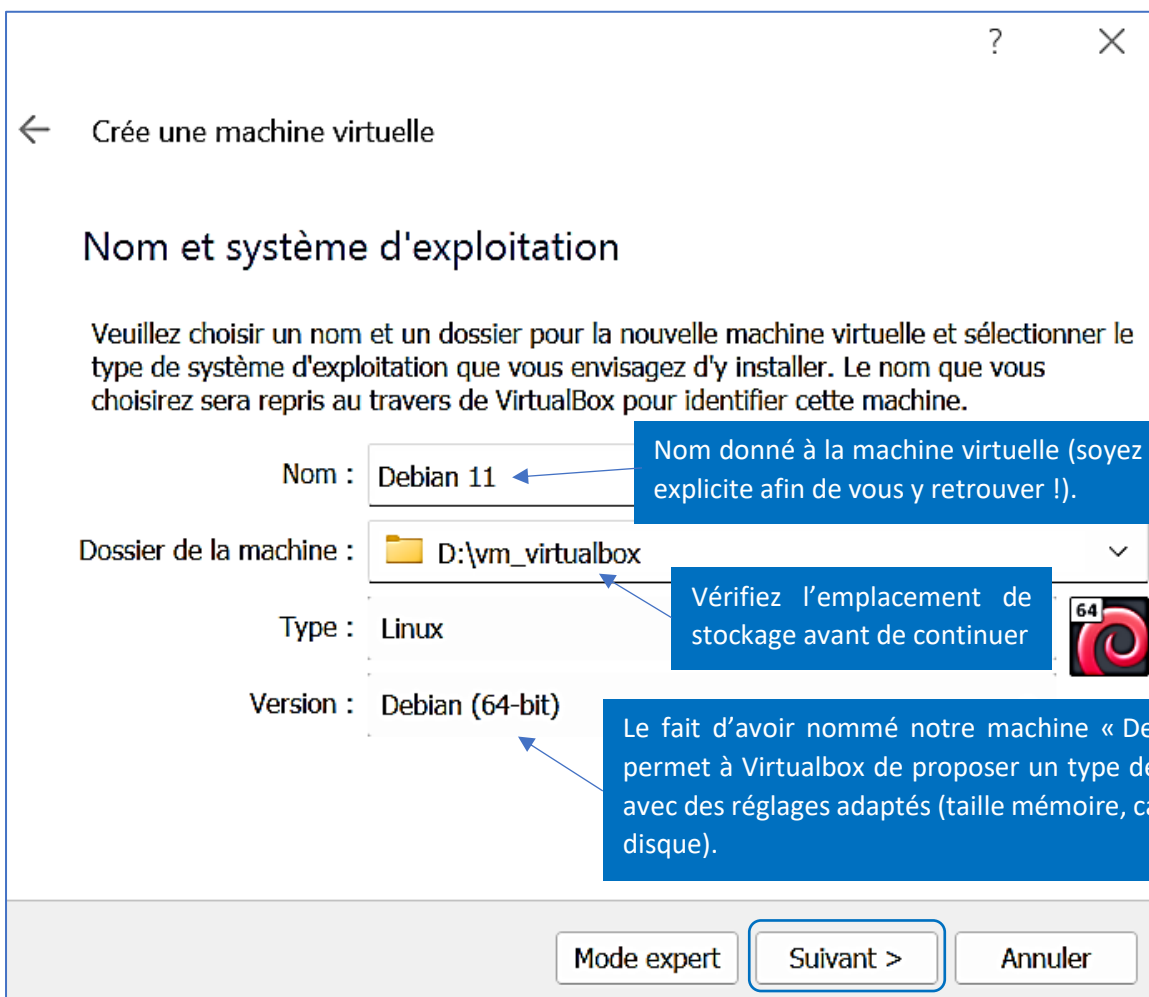 ?
Crée une machine virtuelle
Nom et système d'exploitation
Veuillez choisir un nom et un dossier pour la nouvelle machine virtuelle et sélectionner le
type de système d'exploitation que vous envisagez d'y installer. Le nom que vous
choisirez sera repris au travers de VirtualBox pour identifier cette machine.
Nom : Debian 11
Nom donné à la machine virtuelle (soyez
explicite afin de vous y retrouver !).
Dossier de la machine : D:\vm_virtualbox
Vérifiez l’emplacement de
stockage avant de continuer
Type : Linux
64
Version : Debian (64-bit)
Le fait d’avoir nommé notre machine « De
permet à Virtualbox de proposer un type de
avec des réglages adaptés (taille mémoire, ca
disque).
Mode expert Suivant > Annuler